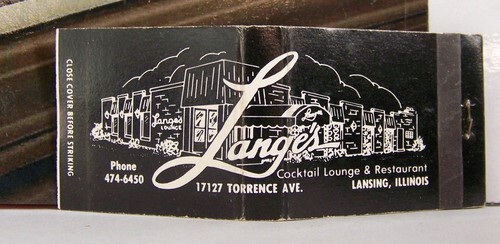 CLOSE COVER BEFORE STRIKING
Lange's
LOUNGE
Lange's
Cocktail Lounge & Restaurant
Phone
474-6450
17127 TORRENCE AVE.
LANSING, ILLINOIS